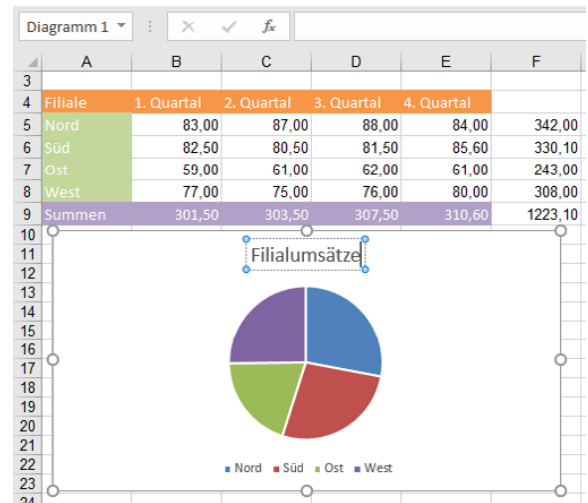 Diagramm 1 fx
A B C D E F
3
4 Filiale 1. Quartal 2. Quartal 3. Quartal 4. Quartal
5 Nord 83,00 87,00 88,00 84,00 342,00
6 Süd 82,50 80,50 81,50 85,60 330,10
7 Ost 59,00 61,00 62,00 61,00 243,00
8 West 77,00 75,00 76,00 80,00 308,00
9 Summen 301,50 303,50 307,50 310,60 1223,10
10
11 Filialumsätze
12
13
14
15
16
17
18
19
20
21
22 Nord Süd Ost West
23
24